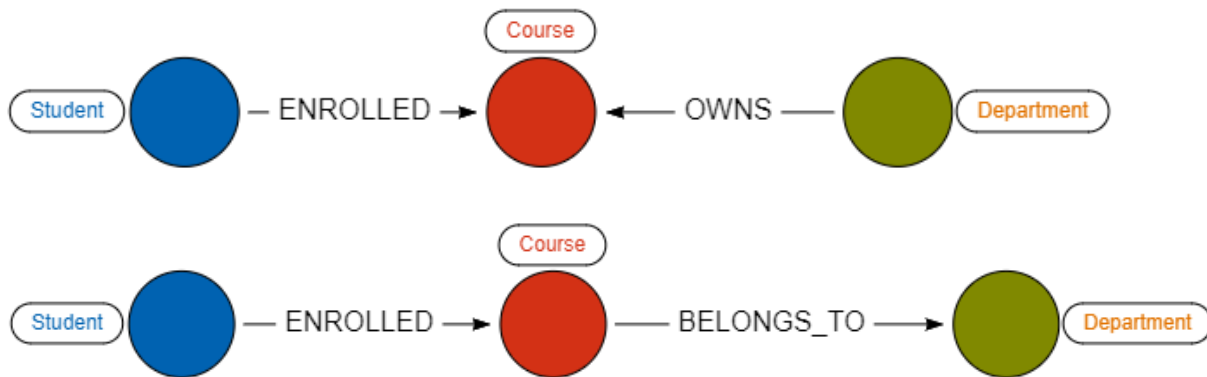 Course
Student ENROLLED OWNS Department
Course
Student ENROLLED BELONGS_TO Department